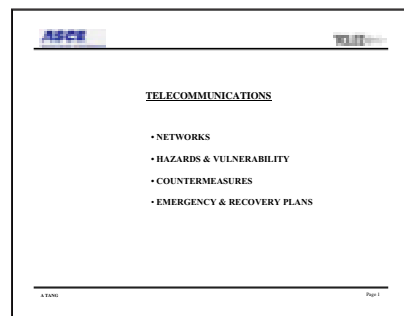 ASCE
TELECOMMUNICATIONS
• NETWORKS
• HAZARDS & VULNERABILITY
• COUNTERMEASURES
• EMERGENCY & RECOVERY PLANS
A TANG
Page 1